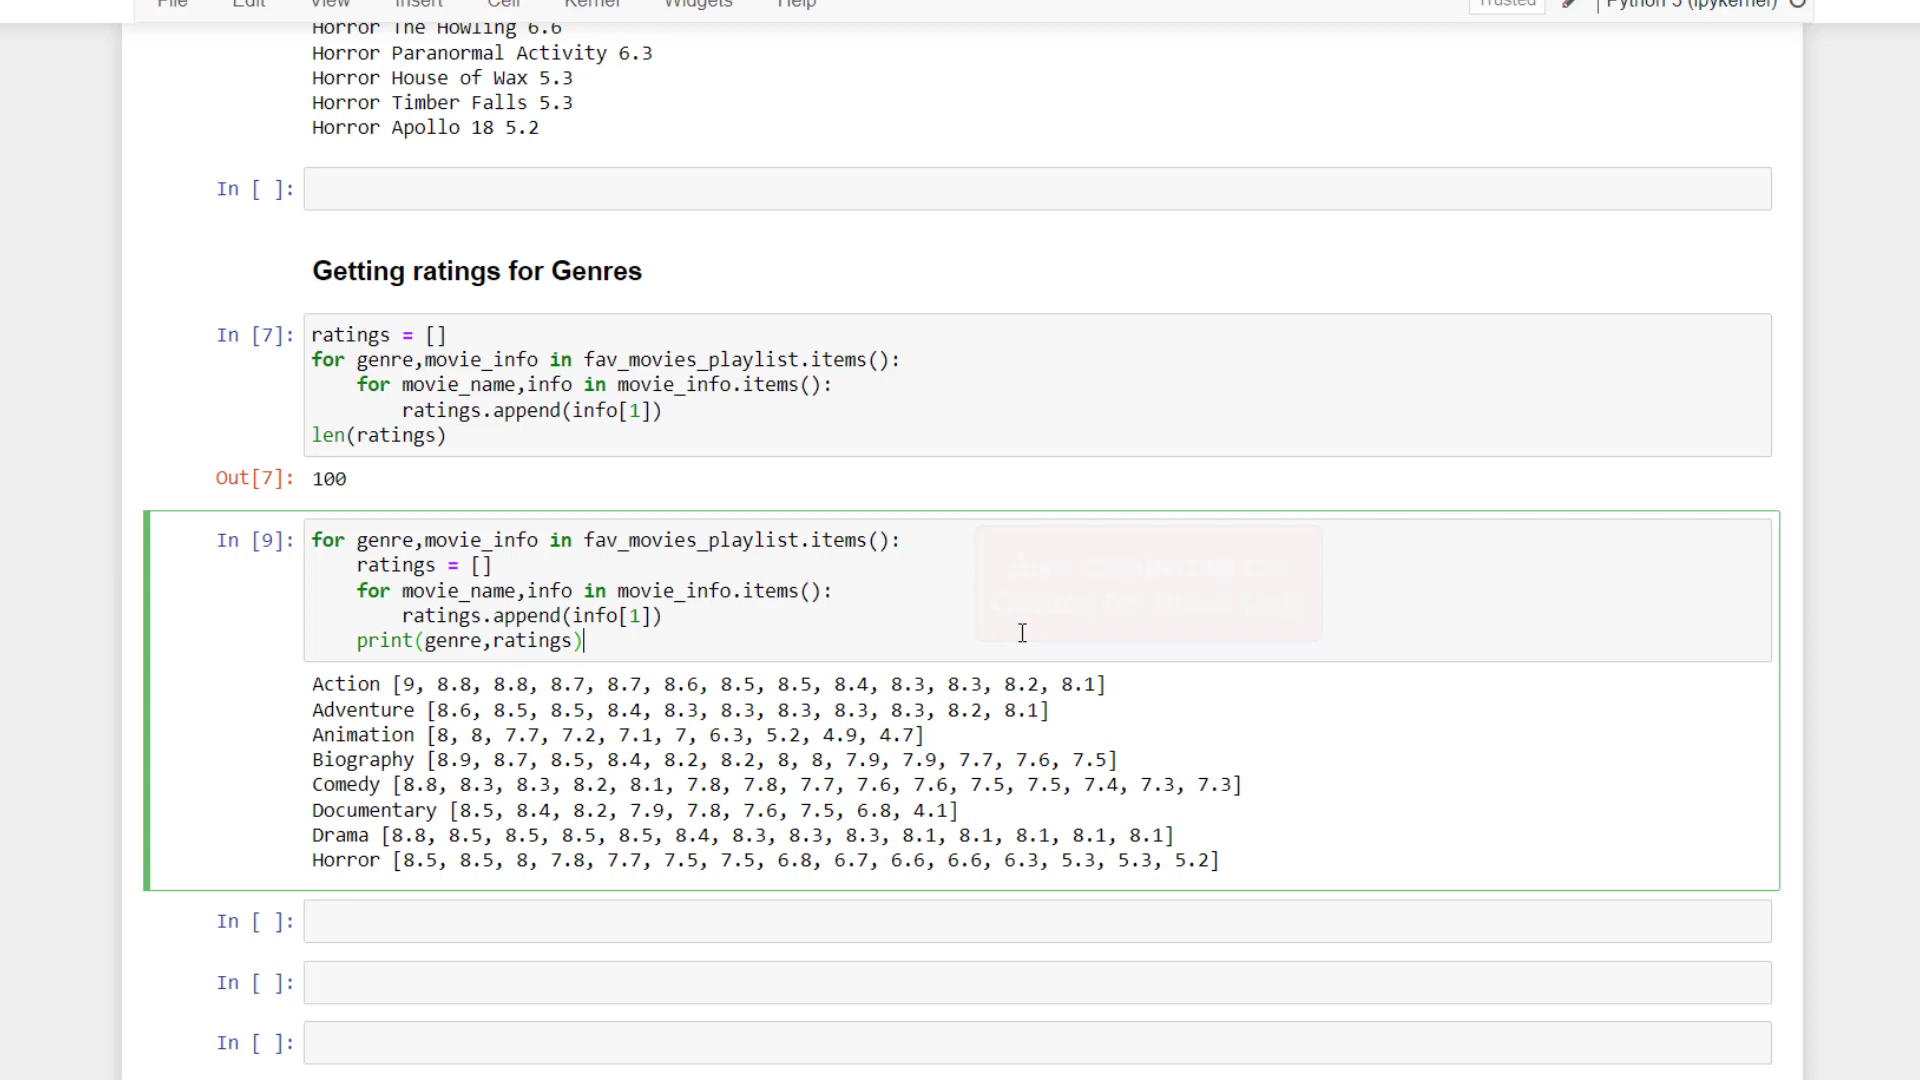 File Edit View Insert Cell Kernel Widgets Help Trusted Python 3 (ipykernel)
Horror The Howling 6.6
Horror Paranormal Activity 6.3
Horror House of Wax 5.3
Horror Timber Falls 5.3
Horror Apollo 18 5.2
In [ ]:
Getting ratings for Genres
In [7]: ratings = []
for genre,movie_info in fav_movies_playlist.items():
    for movie_name,info in movie_info.items():
        ratings.append(info[1])
len(ratings)
Out[7]: 100
In [9]: for genre,movie_info in fav_movies_playlist.items():
    ratings = []
    for movie_name,info in movie_info.items():
        ratings.append(info[1])
    print(genre,ratings)
Action [9, 8.8, 8.8, 8.7, 8.7, 8.6, 8.5, 8.5, 8.4, 8.3, 8.3, 8.2, 8.1]
Adventure [8.6, 8.5, 8.5, 8.4, 8.3, 8.3, 8.3, 8.3, 8.3, 8.2, 8.1]
Animation [8, 8, 7.7, 7.2, 7.1, 7, 6.3, 5.2, 4.9, 4.7]
Biography [8.9, 8.7, 8.5, 8.4, 8.2, 8.2, 8, 8, 7.9, 7.9, 7.7, 7.6, 7.5]
Comedy [8.8, 8.3, 8.3, 8.2, 8.1, 7.8, 7.8, 7.7, 7.6, 7.6, 7.5, 7.5, 7.4, 7.3, 7.3]
Documentary [8.5, 8.4, 8.2, 7.9, 7.8, 7.6, 7.5, 6.8, 4.1]
Drama [8.8, 8.5, 8.5, 8.5, 8.5, 8.4, 8.3, 8.3, 8.3, 8.1, 8.1, 8.1, 8.1, 8.1]
Horror [8.5, 8.5, 8, 7.8, 7.7, 7.5, 7.5, 6.8, 6.7, 6.6, 6.6, 6.3, 5.3, 5.3, 5.2]
In [ ]:
In [ ]:
In [ ]: